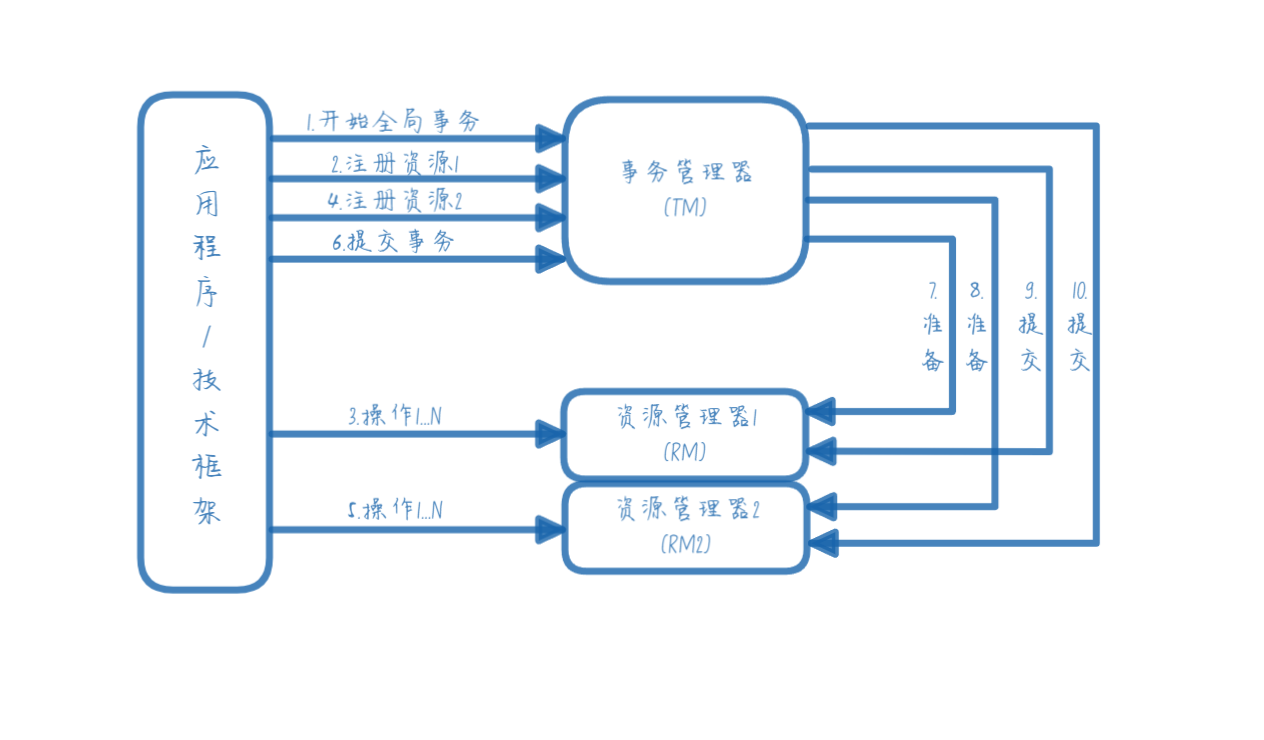 应用程序/技术框架
1.开始全局事务
2.注册资源1
4.注册资源2
6.提交事务
3.操作1...N
5.操作1...N
事务管理器
(TM)
资源管理器1
(RM)
资源管理器2
(RM2)
7.准备
8.准备
9.提交
10.提交